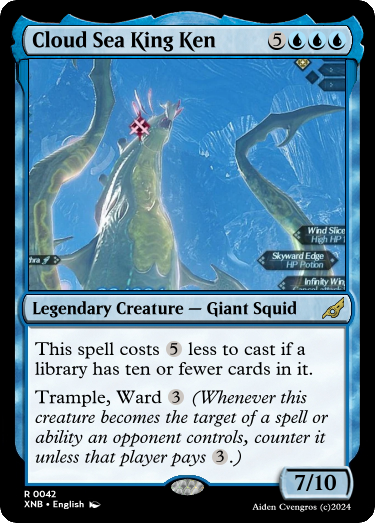 Cloud Sea King Ken 5
Wind Slice
High HP
Skyward Edge
HP Potion
Infinity Wing
Legendary Creature — Giant Squid
This spell costs 5 less to cast if a
library has ten or fewer cards in it.
Trample, Ward 3 (Whenever this
creature becomes the target of a spell or
ability an opponent controls, counter it
unless that player pays 3.)
7/10
R 0042
XNB • English
Aiden Cvengros (c)2024